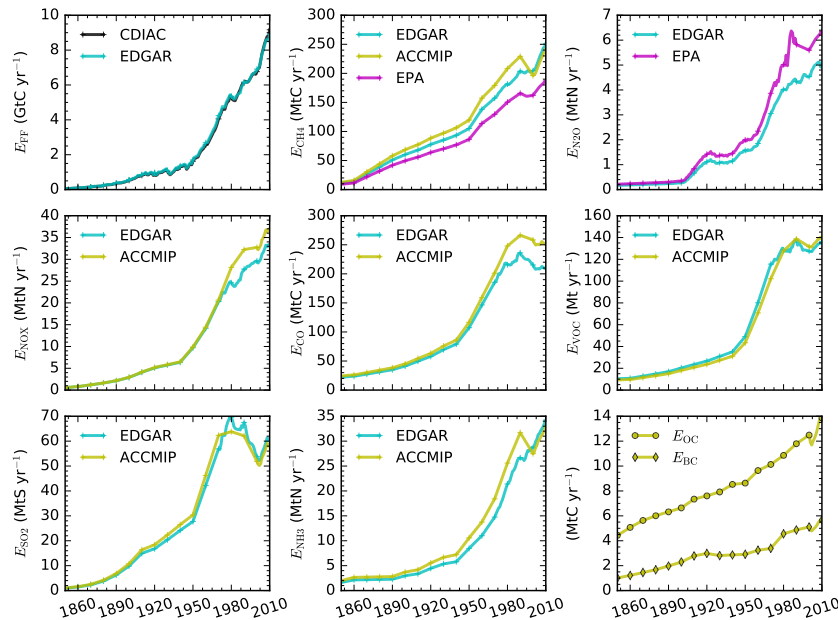 E_FF (GtC yr⁻¹)
10
8
6
4
2
0
CDIAC
EDGAR
E_CH4 (MtC yr⁻¹)
300
250
200
150
100
50
0
EDGAR
ACCMIP
EPA
E_N2O (MtN yr⁻¹)
7
6
5
4
3
2
1
0
EDGAR
EPA
E_NOX (MtN yr⁻¹)
40
35
30
25
20
15
10
5
0
EDGAR
ACCMIP
E_CO (MtC yr⁻¹)
300
250
200
150
100
50
0
EDGAR
ACCMIP
E_VOC (Mt yr⁻¹)
160
140
120
100
80
60
40
20
0
EDGAR
ACCMIP
E_SO2 (MtS yr⁻¹)
70
60
50
40
30
20
10
0
EDGAR
ACCMIP
1860 1890 1920 1950 1980 2010
E_NH3 (MtN yr⁻¹)
35
30
25
20
15
10
5
0
EDGAR
ACCMIP
1860 1890 1920 1950 1980 2010
(MtC yr⁻¹)
14
12
10
8
6
4
2
0
E_OC
E_BC
1860 1890 1920 1950 1980 2010